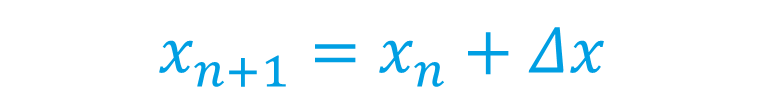 xₙ₊₁ = xₙ + Δx